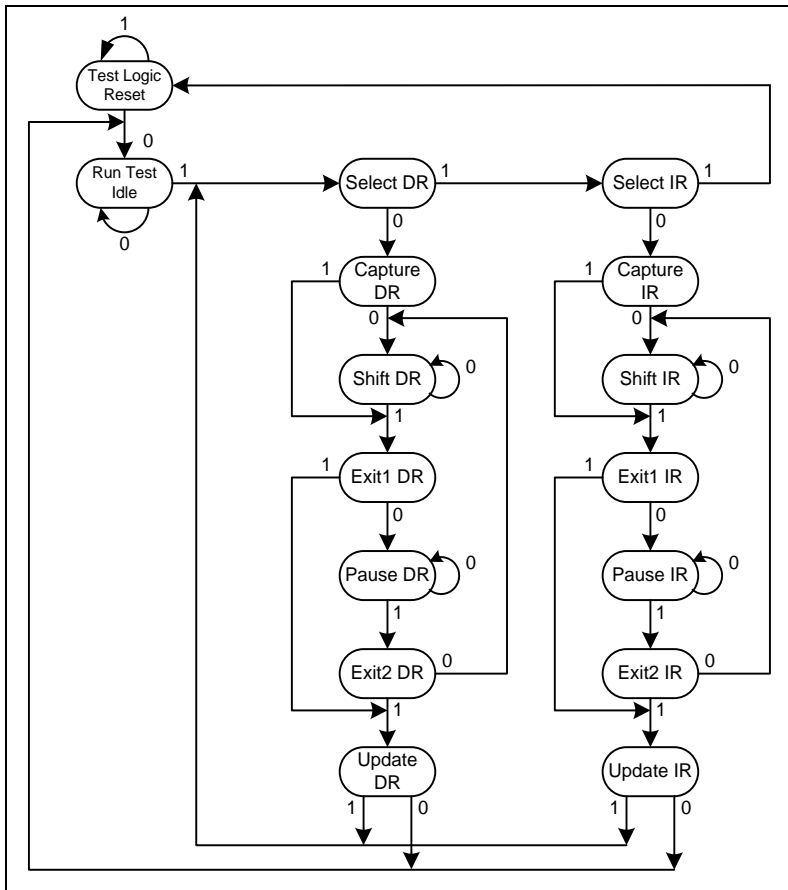 1
Test Logic
Reset
0
Run Test
Idle
1
0
Select DR
1
Select IR
1
0
0
1
Capture
DR
0
1
Capture
IR
0
Shift DR
0
Shift IR
0
1
1
1
Exit1 DR
1
Exit1 IR
0
0
Pause DR
0
Pause IR
0
1
1
Exit2 DR
0
Exit2 IR
0
1
1
Update
DR
Update IR
1
0
1
0